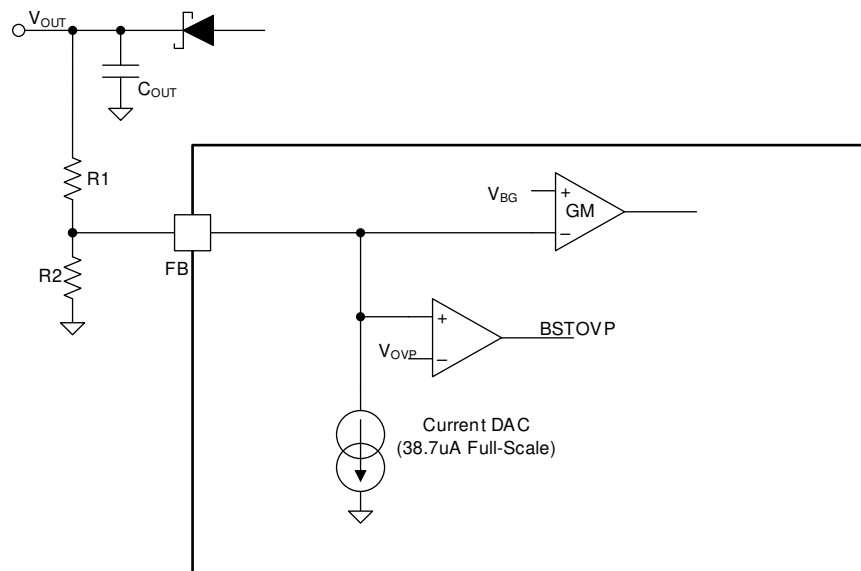 VOUT
COUT
R1
VBG
+
GM
−
FB
R2
+
BSTOVP
VOVP
−
Current DAC
(38.7uA Full-Scale)